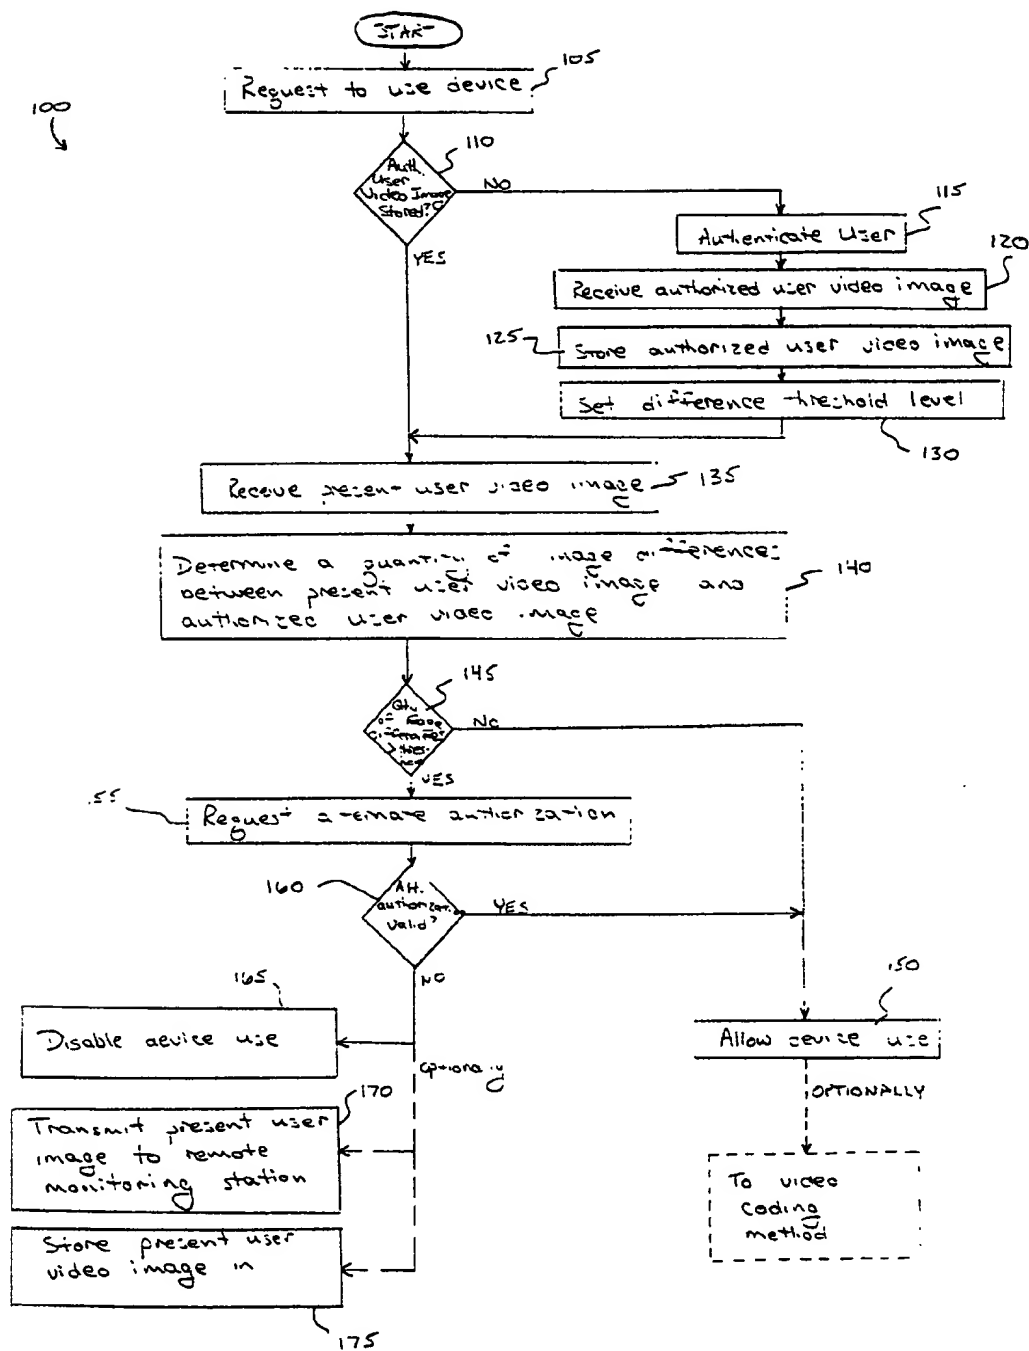 START
105
Request to use device
100
110
Auth.
User
Video Image
Stored?
NO
115
Authenticate User
YES
120
Receive authorized user video image
125
Store authorized user video image
Set difference threshold level
130
Receive present user video image
135
Determine a quantity of image differences
between present user video image and
authorized user video image
140
145
Qty
of image
differences
> thres-
NO
YES
155
Request alternate authorization
160
Alt.
authorizat.
valid?
YES
NO
165
150
Disable device use
Allow device use
Optionally
OPTIONALLY
170
Transmit present user
image to remote
monitoring station
To video
coding
method
Store present user
video image in
175